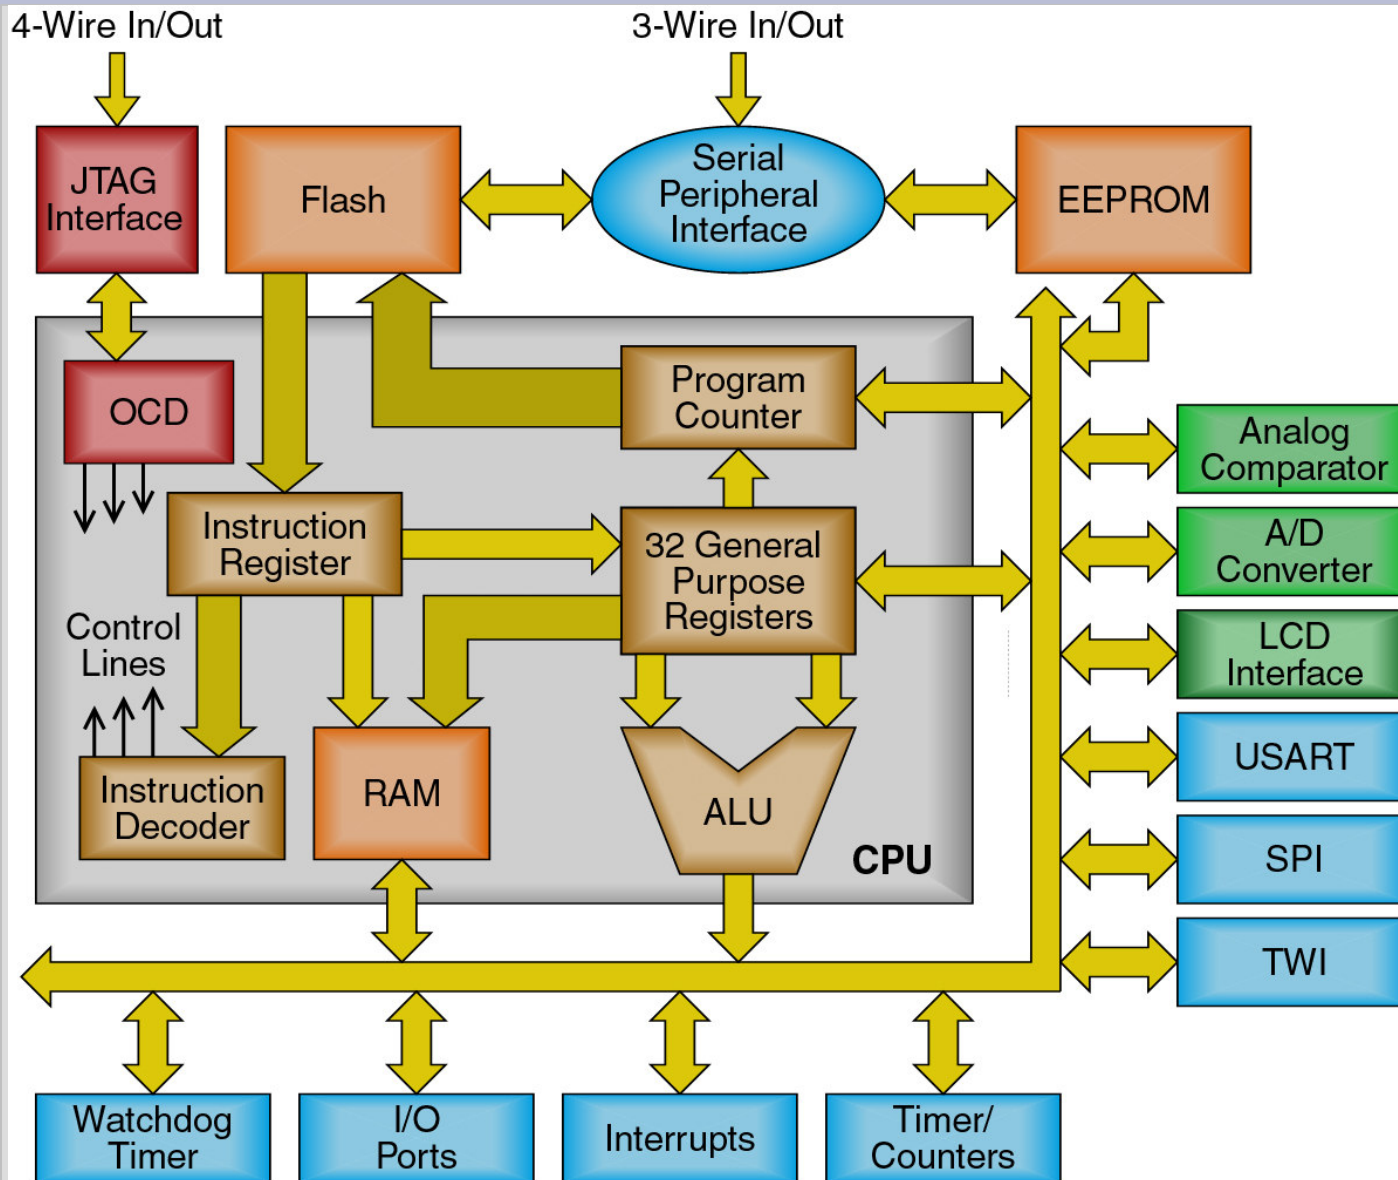 4-Wire In/Out
3-Wire In/Out
JTAG
Interface
Flash
Serial
Peripheral
Interface
EEPROM
OCD
Program
Counter
Analog
Comparator
Instruction
Register
32 General
Purpose
Registers
A/D
Converter
Control
Lines
LCD
Interface
Instruction
Decoder
RAM
ALU
CPU
USART
SPI
TWI
Watchdog
Timer
I/O
Ports
Interrupts
Timer/
Counters